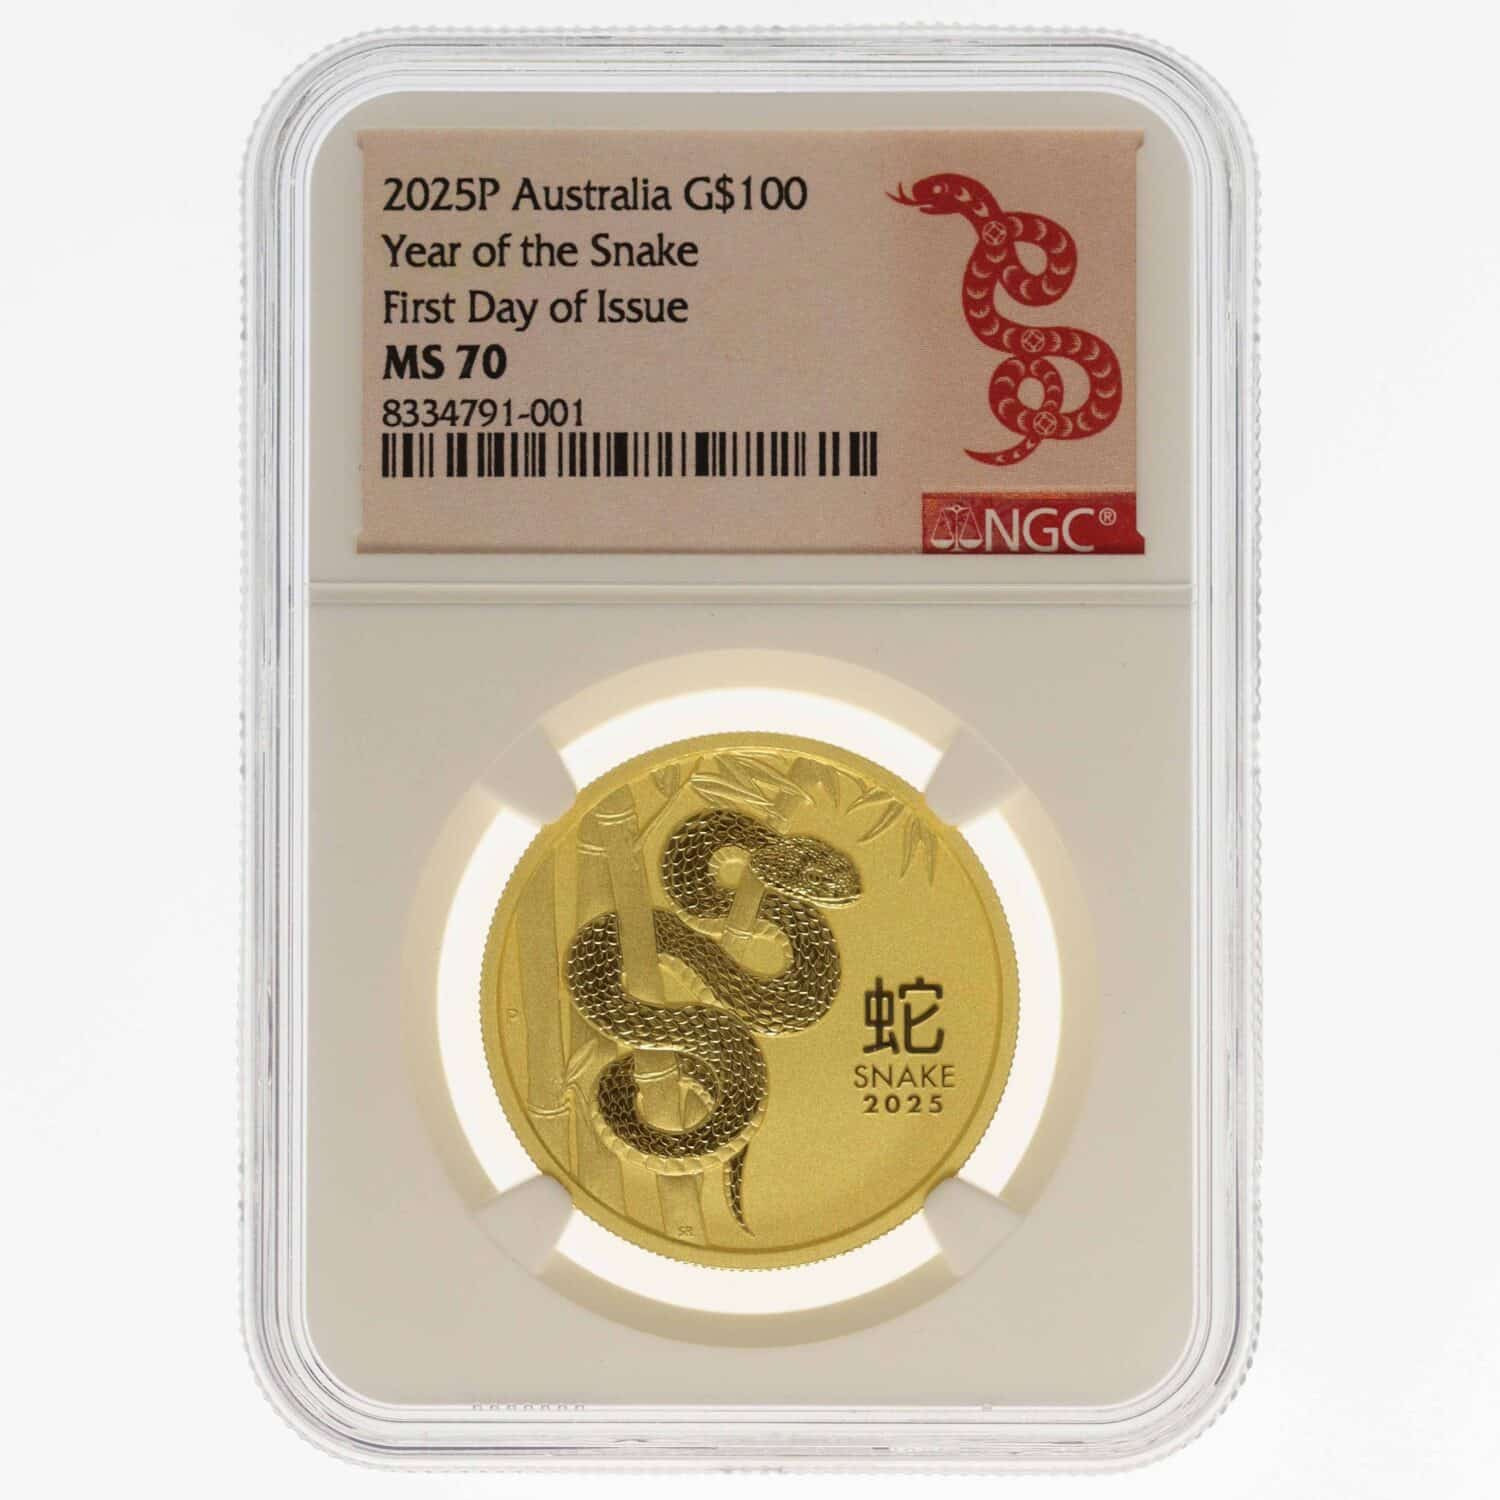 2025P Australia G$100
Year of the Snake
First Day of Issue
MS 70
8334791-001
NGC®
蛇
SNAKE
2025
P
SR